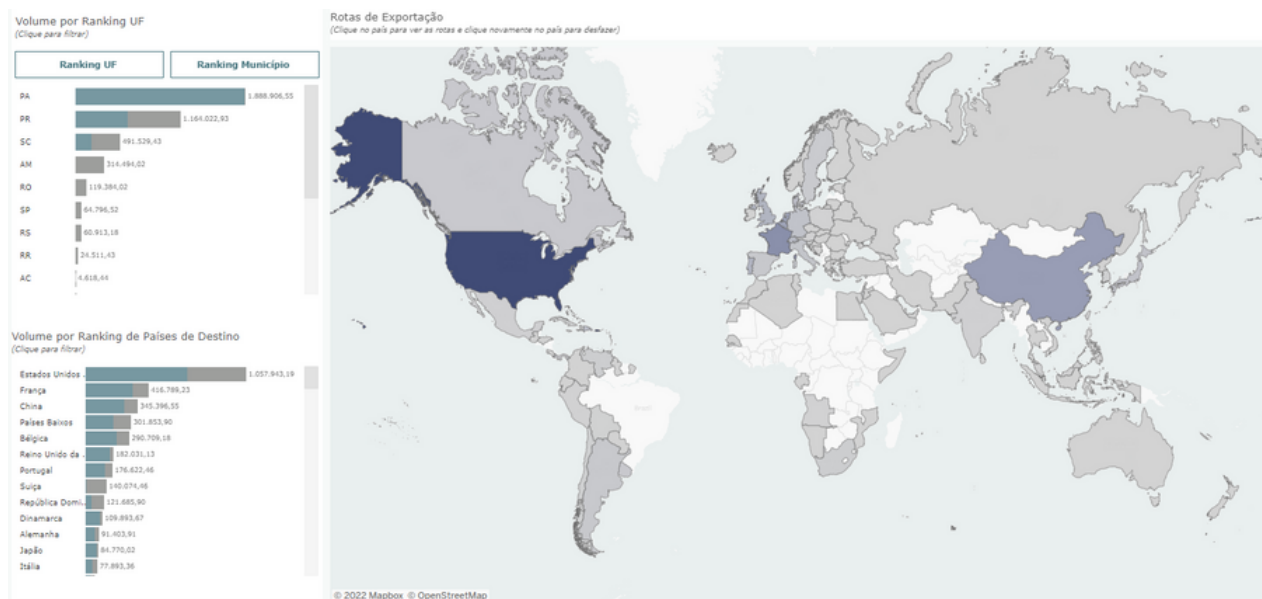 Volume por Ranking UF
(Clique para filtrar)
Ranking UF
Ranking Município
PA 1.888.906,55
PR 1.164.022,93
SC 491.529,43
AM 314.494,02
RO 119.384,02
SP 64.796,52
RS 60.913,18
RR 24.511,43
AC 4.618,44
Volume por Ranking de Países de Destino
(Clique para filtrar)
Estados Unidos .. 1.057.943,19
França 416.789,23
China 345.396,55
Países Baixos 301.853,90
Bélgica 290.709,18
Reino Unido da .. 182.031,13
Portugal 176.622,46
Suíça 140.074,46
República Domi.. 121.685,90
Dinamarca 109.893,67
Alemanha 91.403,91
Japão 84.770,02
Itália 77.893,36
Rotas de Exportação
(Clique no país para ver as rotas e clique novamente no país para desfazer)
Brasil
© 2022 Mapbox © OpenStreetMap